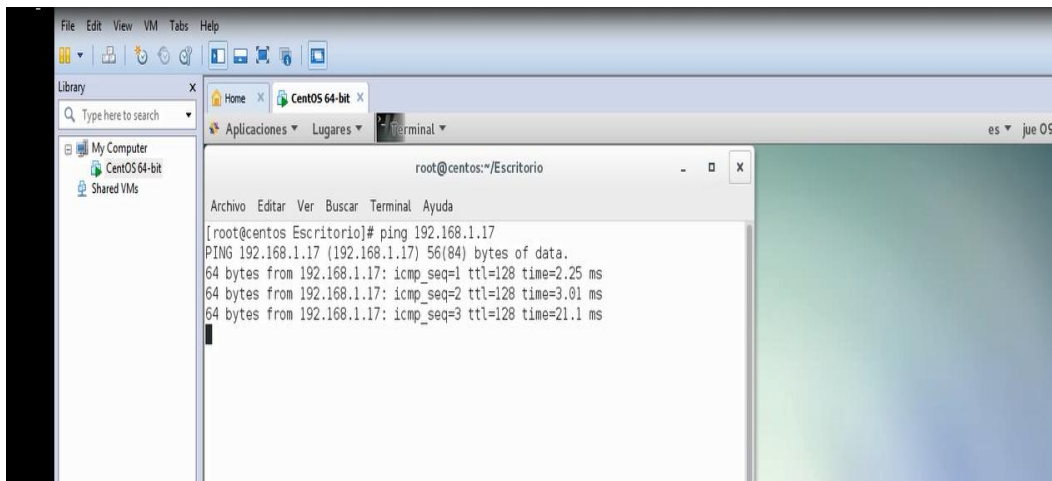 File Edit View VM Tabs Help
Library x
Type here to search
My Computer
CentOS 64-bit
Shared VMs
Home x CentOS 64-bit x
Aplicaciones Lugares Terminal es jue 09
root@centos:~/Escritorio
Archivo Editar Ver Buscar Terminal Ayuda
[root@centos Escritorio]# ping 192.168.1.17
PING 192.168.1.17 (192.168.1.17) 56(84) bytes of data.
64 bytes from 192.168.1.17: icmp_seq=1 ttl=128 time=2.25 ms
64 bytes from 192.168.1.17: icmp_seq=2 ttl=128 time=3.01 ms
64 bytes from 192.168.1.17: icmp_seq=3 ttl=128 time=21.1 ms